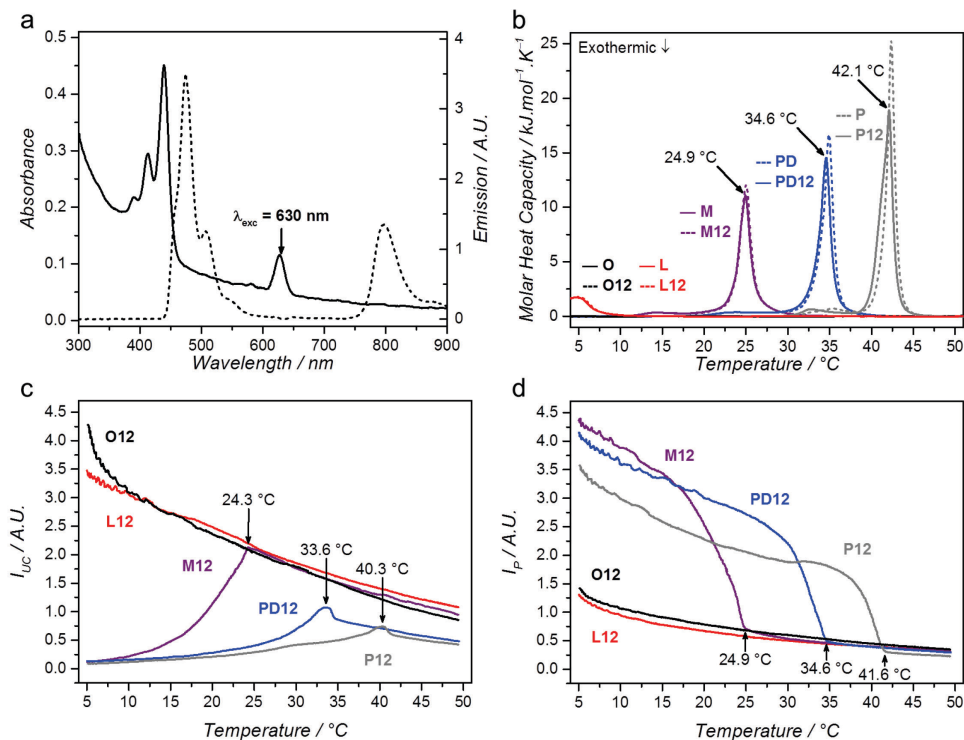 a
Absorbance
0.5
0.4
0.3
0.2
0.1
0.0
4
3
2
1
0
Emission / A.U.
λexc = 630 nm
300 400 500 600 700 800 900
Wavelength / nm
b
Molar Heat Capacity / kJ.mol⁻¹.K⁻¹
25
20
15
10
5
0
Exothermic ↓
42.1 °C
34.6 °C
24.9 °C
P
P12
PD
PD12
M
M12
O L
O12 L12
5 10 15 20 25 30 35 40 45 50
Temperature / °C
c
I_UC / A.U.
4.5
4.0
3.5
3.0
2.5
2.0
1.5
1.0
0.5
0.0
O12
L12
24.3 °C
M12
33.6 °C
40.3 °C
PD12
P12
5 10 15 20 25 30 35 40 45 50
Temperature / °C
d
I_P / A.U.
4.5
4.0
3.5
3.0
2.5
2.0
1.5
1.0
0.5
0.0
M12
PD12
P12
O12
L12
24.9 °C
34.6 °C
41.6 °C
5 10 15 20 25 30 35 40 45 50
Temperature / °C